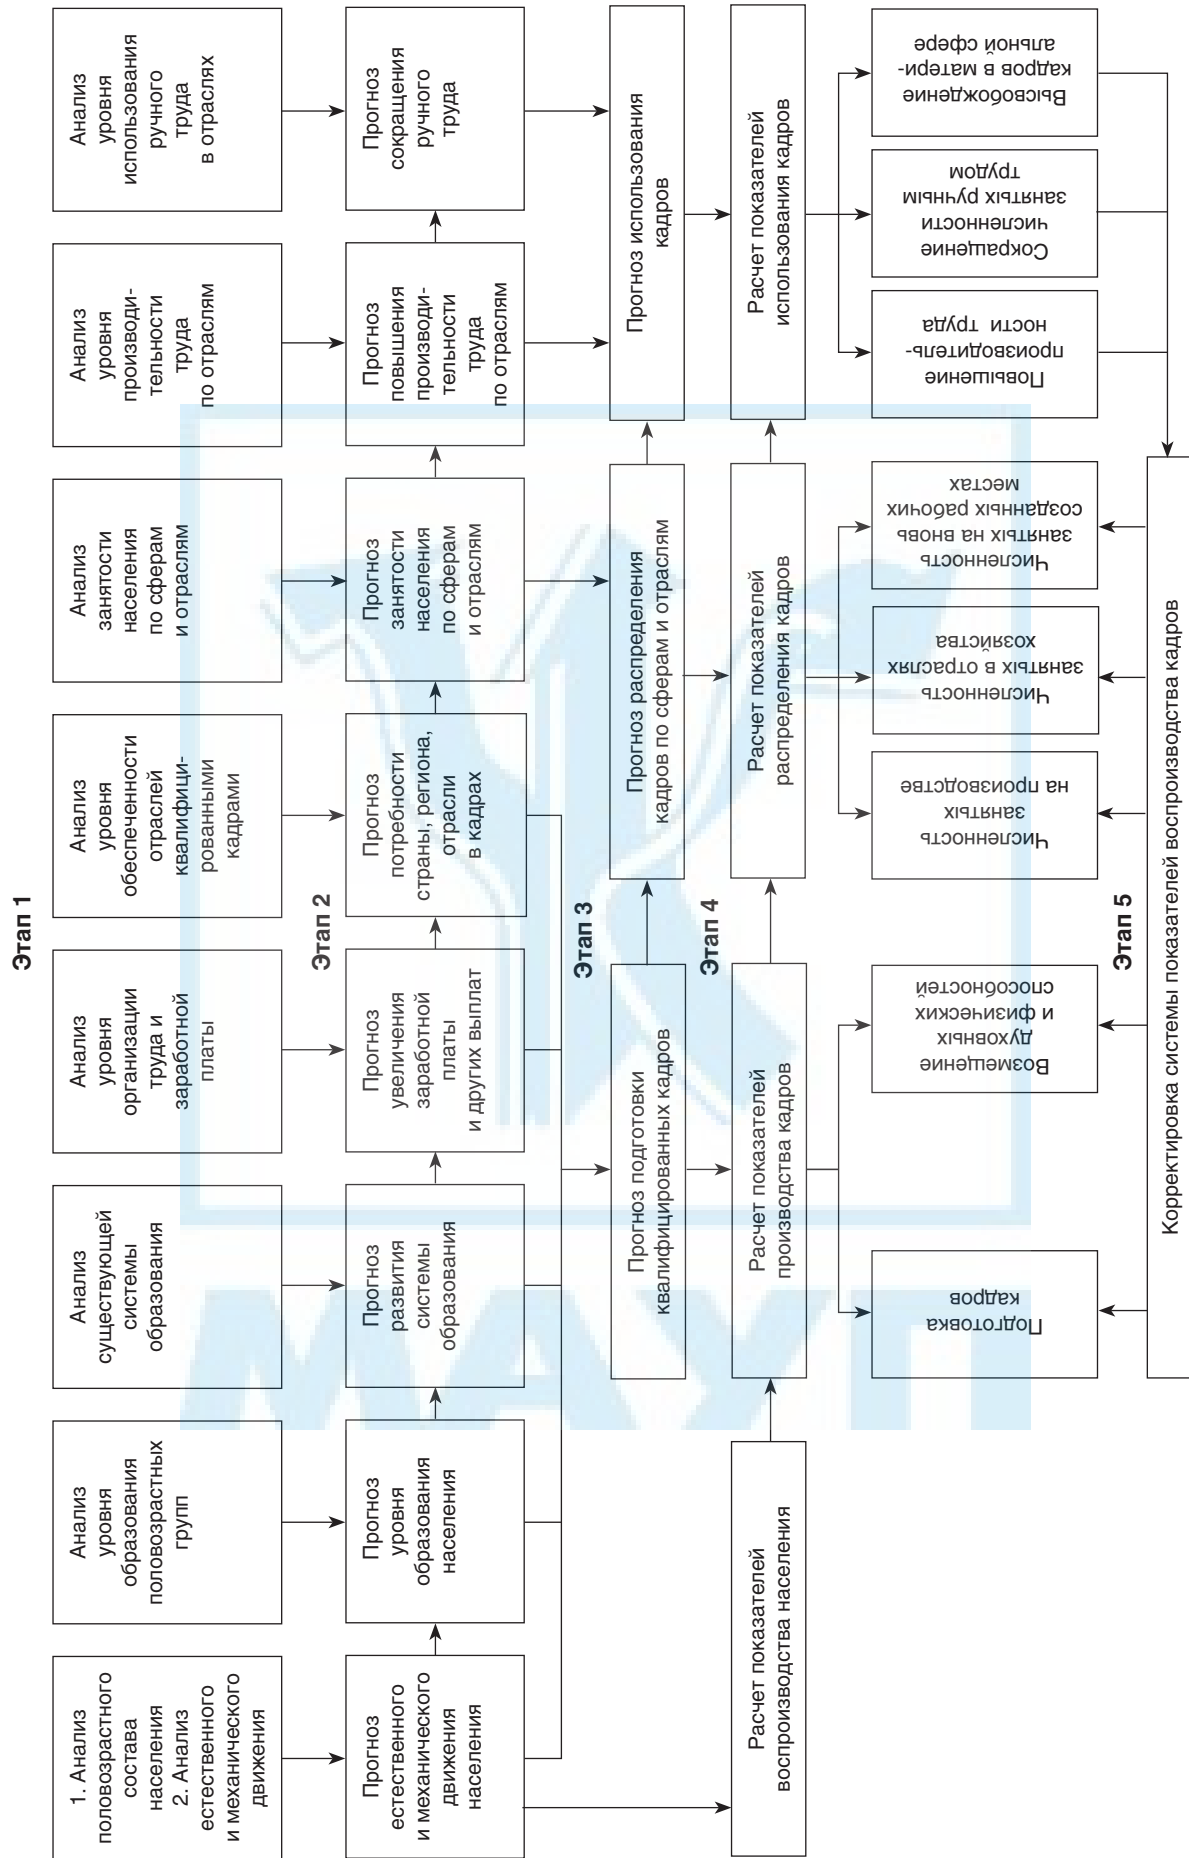 Этап 1
1. Анализ
половозрастного
состава
населения
2. Анализ
естественного
и механического
движения
Анализ
уровня
образования
половозрастных
групп
Анализ
существующей
системы
образования
Анализ
уровня
организации
труда и
заработной
платы
Анализ
уровня
обеспеченности
отраслей
квалифици-
рованными
кадрами
Анализ
занятости
населения
по сферам
и отраслям
Анализ
уровня
производи-
тельности
труда
по отраслям
Анализ
уровня
использования
ручного
труда
в отраслях
Этап 2
Прогноз
естественного
и механического
движения
населения
Прогноз
уровня
образования
населения
Прогноз
развития
системы
образования
Прогноз
увеличения
заработной
платы
и других выплат
Прогноз
потребности
страны, региона,
отрасли
в кадрах
Прогноз
занятости
населения
по сферам
и отраслям
Прогноз
повышения
производи-
тельности
труда
по отраслям
Прогноз
сокращения
ручного
труда
Этап 3
Прогноз подготовки
квалифицированных кадров
Прогноз распределения
кадров по сферам и отраслям
Прогноз использования
кадров
Этап 4
Расчет показателей
воспроизводства населения
Расчет показателей
производства кадров
Расчет показателей
распределения кадров
Расчет показателей
использования кадров
Подготовка
кадров
Возмещение
духовных
и физических
способностей
Численность
занятых
на производстве
Численность
занятых в отраслях
хозяйства
Численность
занятых на вновь
созданных рабочих
местах
Повышение
производитель-
ности труда
Сокращение
численности
занятых ручным
трудом
Высвобождение
кадров в матери-
альной сфере
Этап 5
Корректировка системы показателей воспроизводства кадров
МАУП